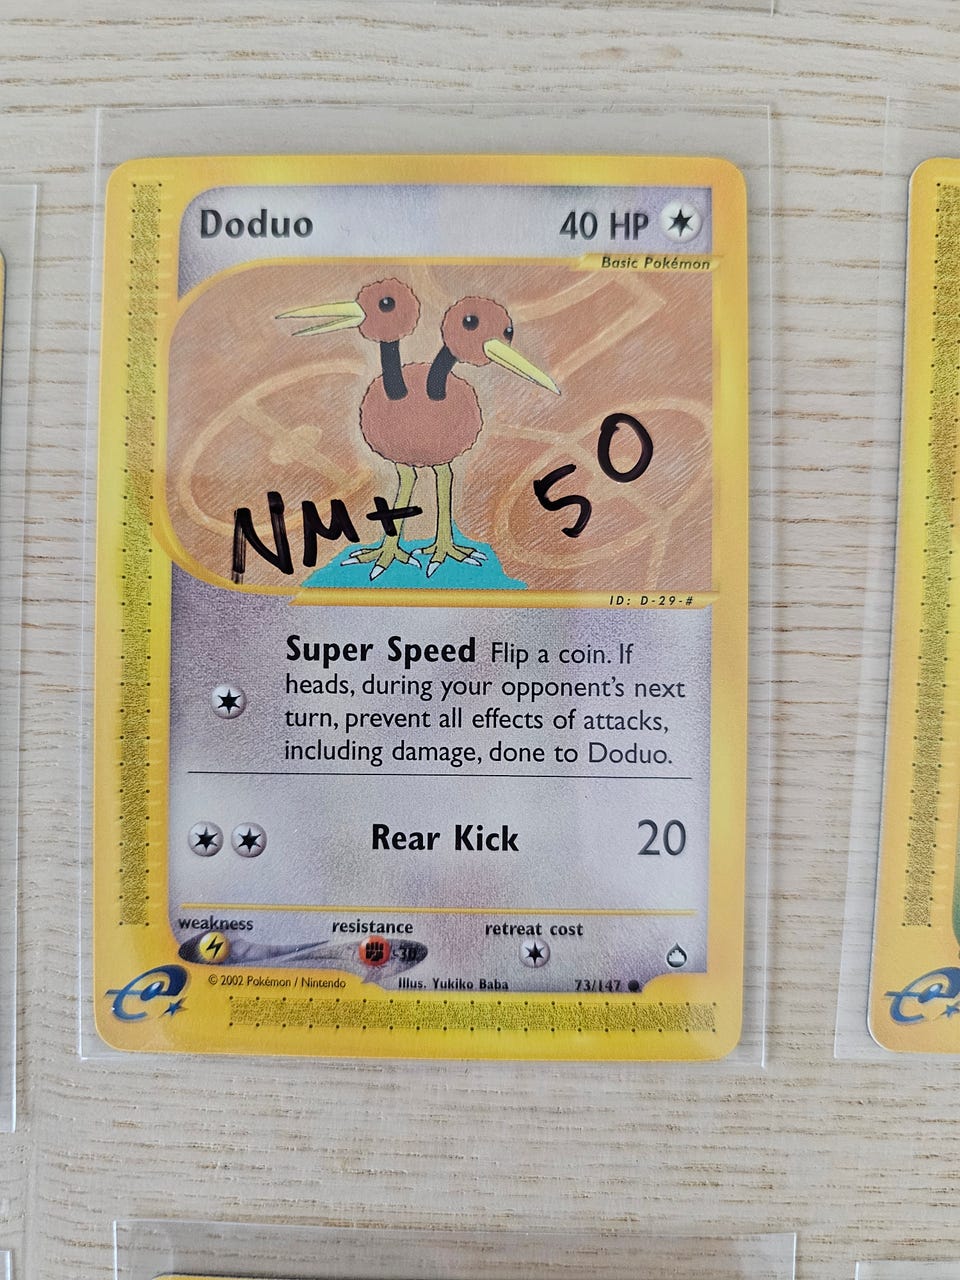 Doduo
40 HP
Basic Pokémon
NM+
50
ID: D-29-#
Super Speed Flip a coin. If
heads, during your opponent's next
turn, prevent all effects of attacks,
including damage, done to Doduo.
Rear Kick 20
weakness resistance retreat cost
-30
© 2002 Pokémon / Nintendo Illus. Yukiko Baba 73/147
e